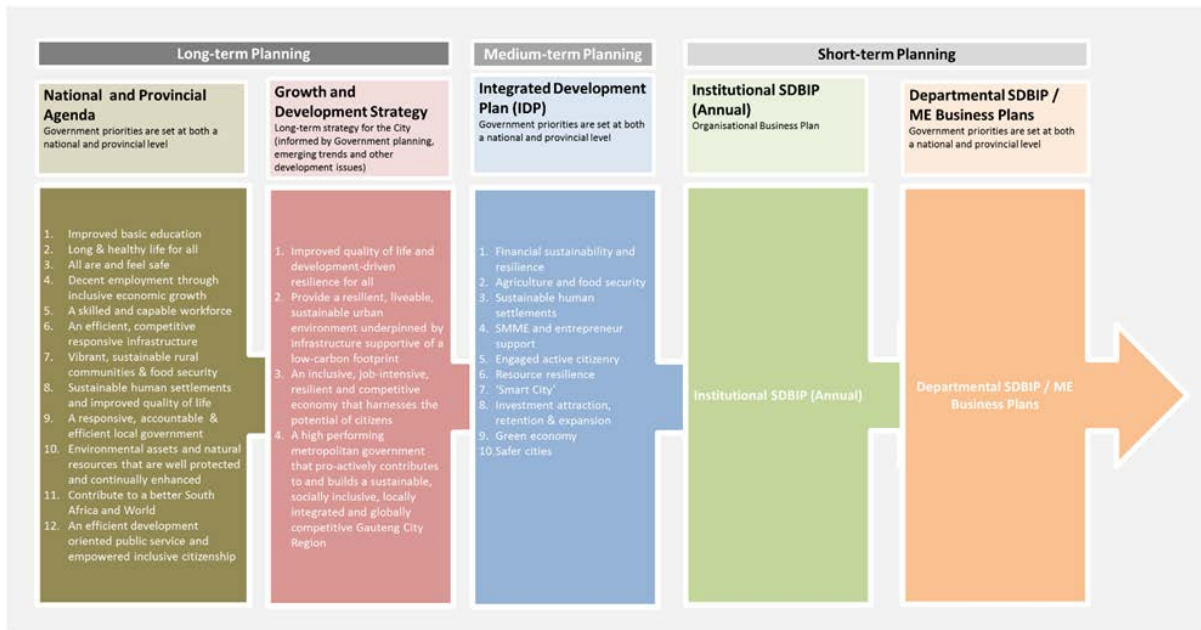 Long-term Planning
Medium-term Planning
Short-term Planning
National and Provincial
Agenda
Government priorities are set at both a
national and provincial level
Growth and
Development Strategy
Long-term strategy for the City
(informed by Government planning,
emerging trends and other
development issues)
Integrated Development
Plan (IDP)
Government priorities are set at both
a national and provincial level
Institutional SDBIP
(Annual)
Organisational Business Plan
Departmental SDBIP /
ME Business Plans
Government priorities are set at both
a national and provincial level
1. Improved basic education
2. Long & healthy life for all
3. All are and feel safe
4. Decent employment through
inclusive economic growth
5. A skilled and capable workforce
6. An efficient, competitive
responsive infrastructure
7. Vibrant, sustainable rural
communities & food security
8. Sustainable human settlements
and improved quality of life
9. A responsive, accountable &
efficient local government
10. Environmental assets and natural
resources that are well protected
and continually enhanced
11. Contribute to a better South
Africa and World
12. An efficient development
oriented public service and
empowered inclusive citizenship
1. Improved quality of life and
development-driven
resilience for all
2. Provide a resilient, liveable,
sustainable urban
environment underpinned by
infrastructure supportive of a
low-carbon footprint
3. An inclusive, job-intensive,
resilient and competitive
economy that harnesses the
potential of citizens
4. A high performing
metropolitan government
that pro-actively contributes
to and builds a sustainable,
socially inclusive, locally
integrated and globally
competitive Gauteng City
Region
1. Financial sustainability and
resilience
2. Agriculture and food security
3. Sustainable human
settlements
4. SMME and entrepreneur
support
5. Engaged active citizenry
6. Resource resilience
7. 'Smart City'
8. Investment attraction,
retention & expansion
9. Green economy
10. Safer cities
Institutional SDBIP (Annual)
Departmental SDBIP / ME
Business Plans